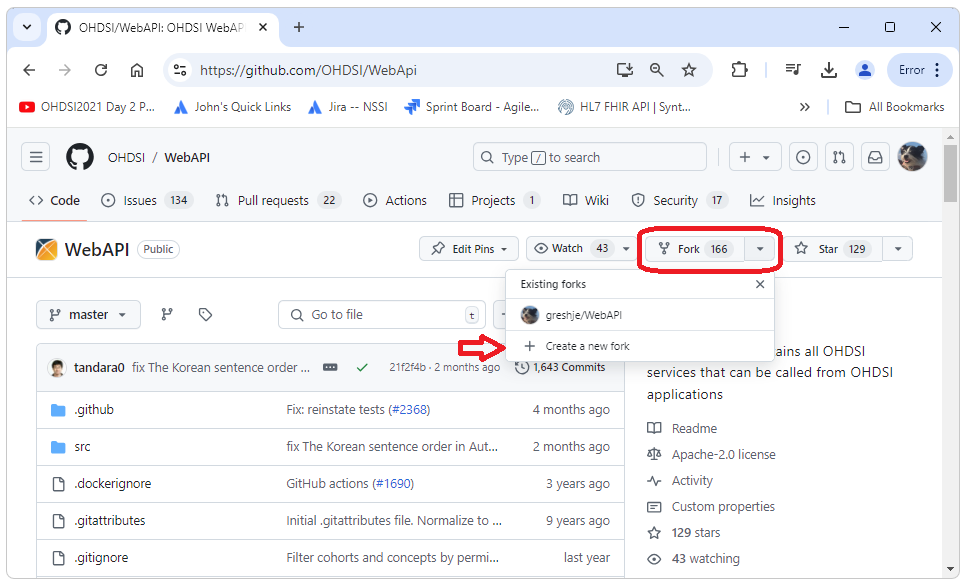 OHDSI/WebAPI: OHDSI WebAP
https://github.com/OHDSI/WebApi
Error
OHDSI2021 Day 2 P...
John's Quick Links
Jira -- NSSI
Sprint Board - Agile...
HL7 FHIR API | Synt...
»
All Bookmarks
OHDSI / WebAPI
Type / to search
Code
Issues 134
Pull requests 22
Actions
Projects 1
Wiki
Security 17
Insights
WebAPI Public
Edit Pins
Watch 43
Fork 166
Star 129
Existing forks
greshje/WebAPI
Create a new fork
master
Go to file t
ains all OHDSI
services that can be called from OHDSI
applications
tandara0 fix The Korean sentence order ... 21f2f4b · 2 months ago 1,643 Commits
.github Fix: reinstate tests (#2368) 4 months ago
src fix The Korean sentence order in Aut... 2 months ago
.dockerignore GitHub actions (#1690) 3 years ago
.gitattributes Initial .gitattributes file. Normalize to ... 9 years ago
.gitignore Filter cohorts and concepts by permi... last year
Readme
Apache-2.0 license
Activity
Custom properties
129 stars
43 watching